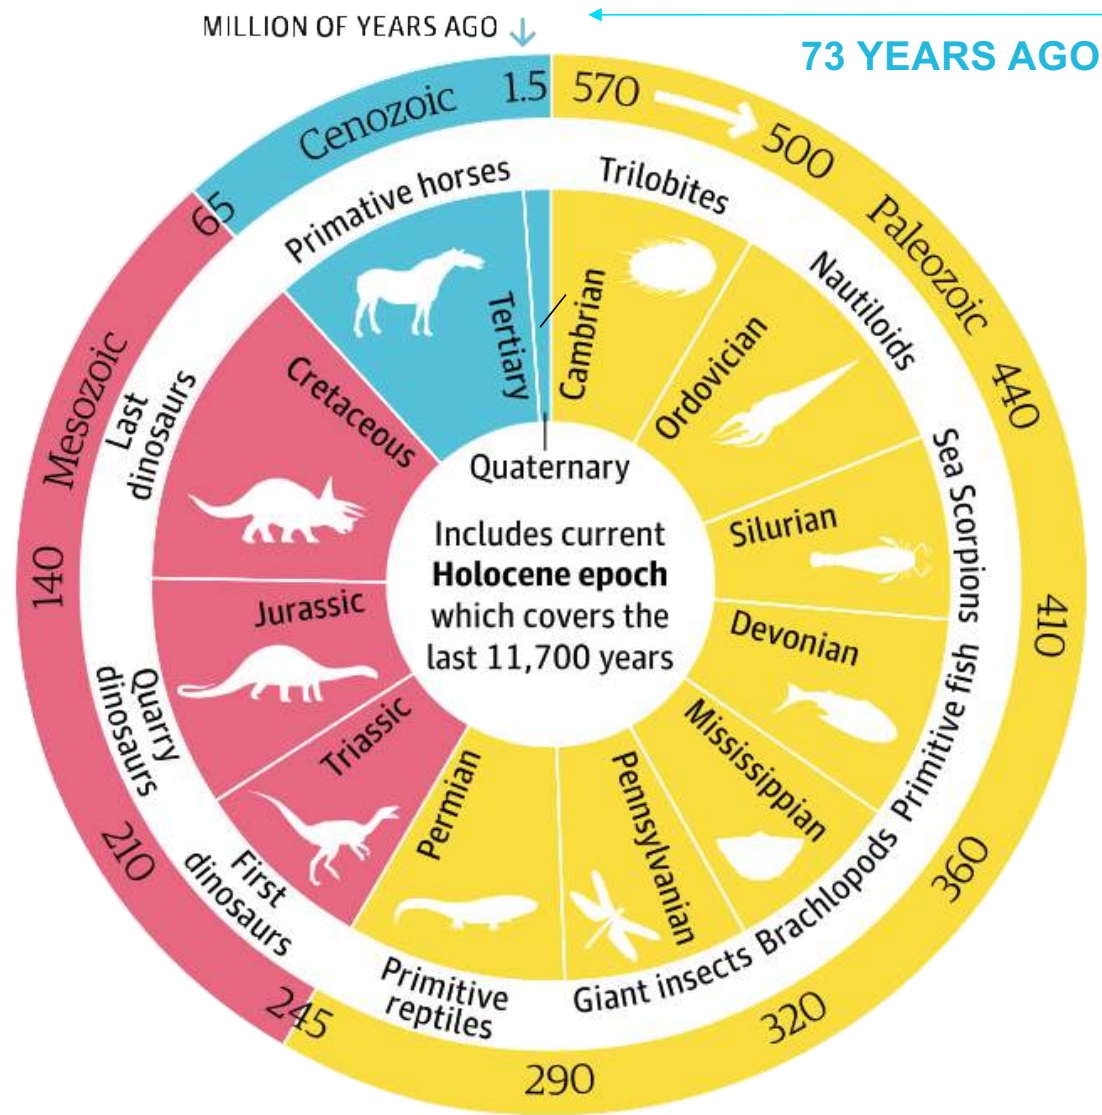 MILLION OF YEARS AGO
73 YEARS AGO
Cenozoic
1.5
570
500
Paleozoic
440
410
360
320
290
245
210
140
Mesozoic
65
Primative horses
Trilobites
Nautiloids
Sea Scorpions
Primitive fish
Brachlopods
Giant insects
Primitive
reptiles
First
dinosaurs
Quarry
dinosaurs
Last
dinosaurs
Tertiary
Cambrian
Ordovician
Silurian
Devonian
Mississippian
Pennsylvanian
Permian
Triassic
Jurassic
Cretaceous
Quaternary
Includes current
Holocene epoch
which covers the
last 11,700 years